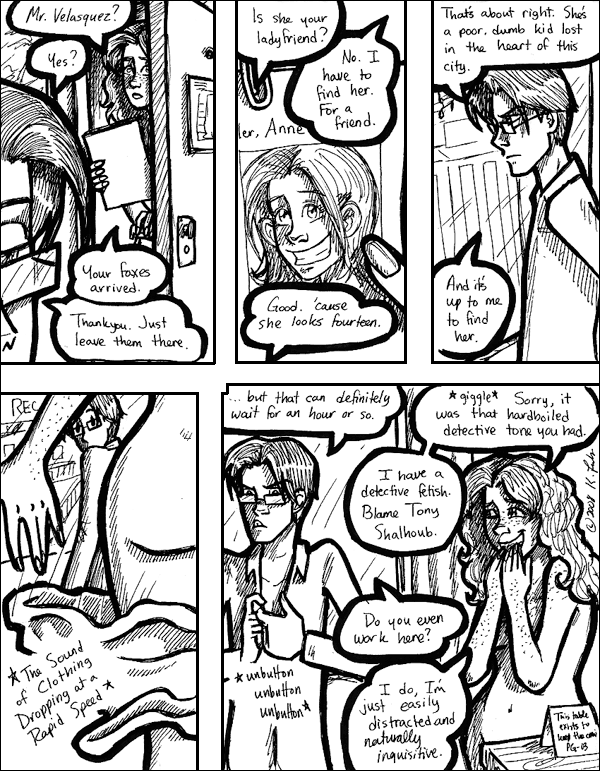 Mr. Velasquez?
Yes?
Your faxes
arrived.
Thankyou. Just
leave them there.
Is she your
ladyfriend?
No. I
have to
find her.
For a
friend.
ler, Anne
Good. 'cause
she looks fourteen.
That's about right. She's
a poor, dumb kid lost
in the heart of this
city.
And it's
up to me
to find
her.
REC
*The Sound
of Clothing
Dropping at a
Rapid Speed*
... but that can definitely
wait for an hour or so.
*giggle* Sorry, it
was that hardboiled
detective tone you had.
I have a
detective fetish.
Blame Tony
Shalhoub.
Do you even
work here?
*unbutton
unbutton
unbutton*
I do, I'm
just easily
distracted and
naturally
inquisitive.
This table
exists to
keep the comic
PG-13
© 2008 K.